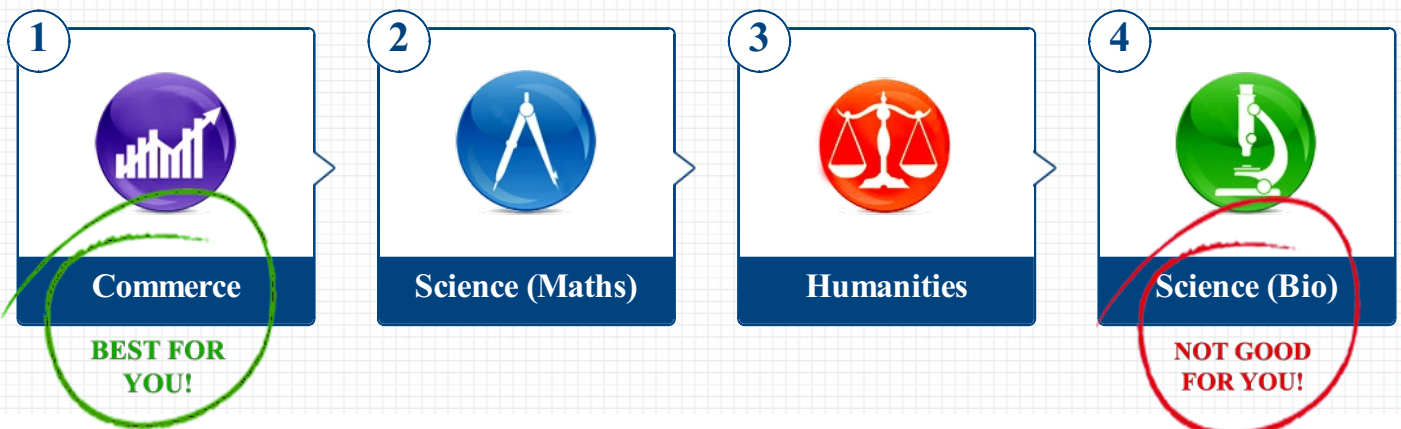 1
2
3
4
Commerce
Science (Maths)
Humanities
Science (Bio)
BEST FOR
YOU!
NOT GOOD
FOR YOU!